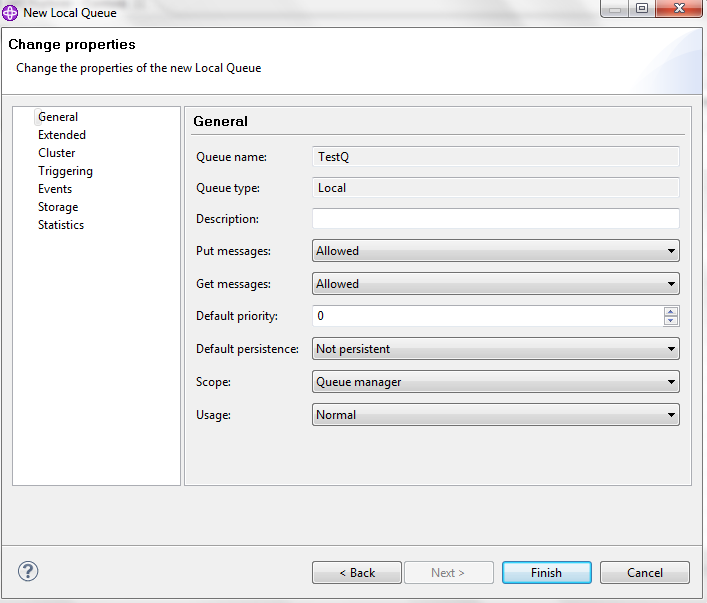 New Local Queue
Change properties
Change the properties of the new Local Queue
General
Extended
Cluster
Triggering
Events
Storage
Statistics
General
Queue name: TestQ
Queue type: Local
Description:
Put messages: Allowed
Get messages: Allowed
Default priority: 0
Default persistence: Not persistent
Scope: Queue manager
Usage: Normal
? < Back Next > Finish Cancel